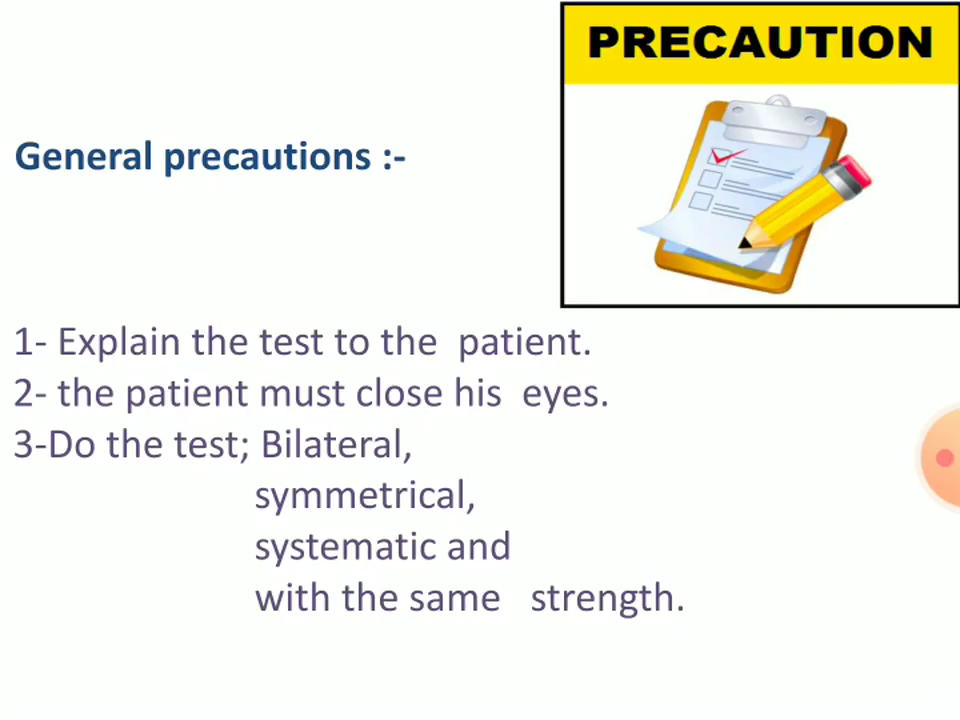 PRECAUTION
General precautions :-
1- Explain the test to the patient.
2- the patient must close his eyes.
3-Do the test; Bilateral,
symmetrical,
systematic and
with the same strength.